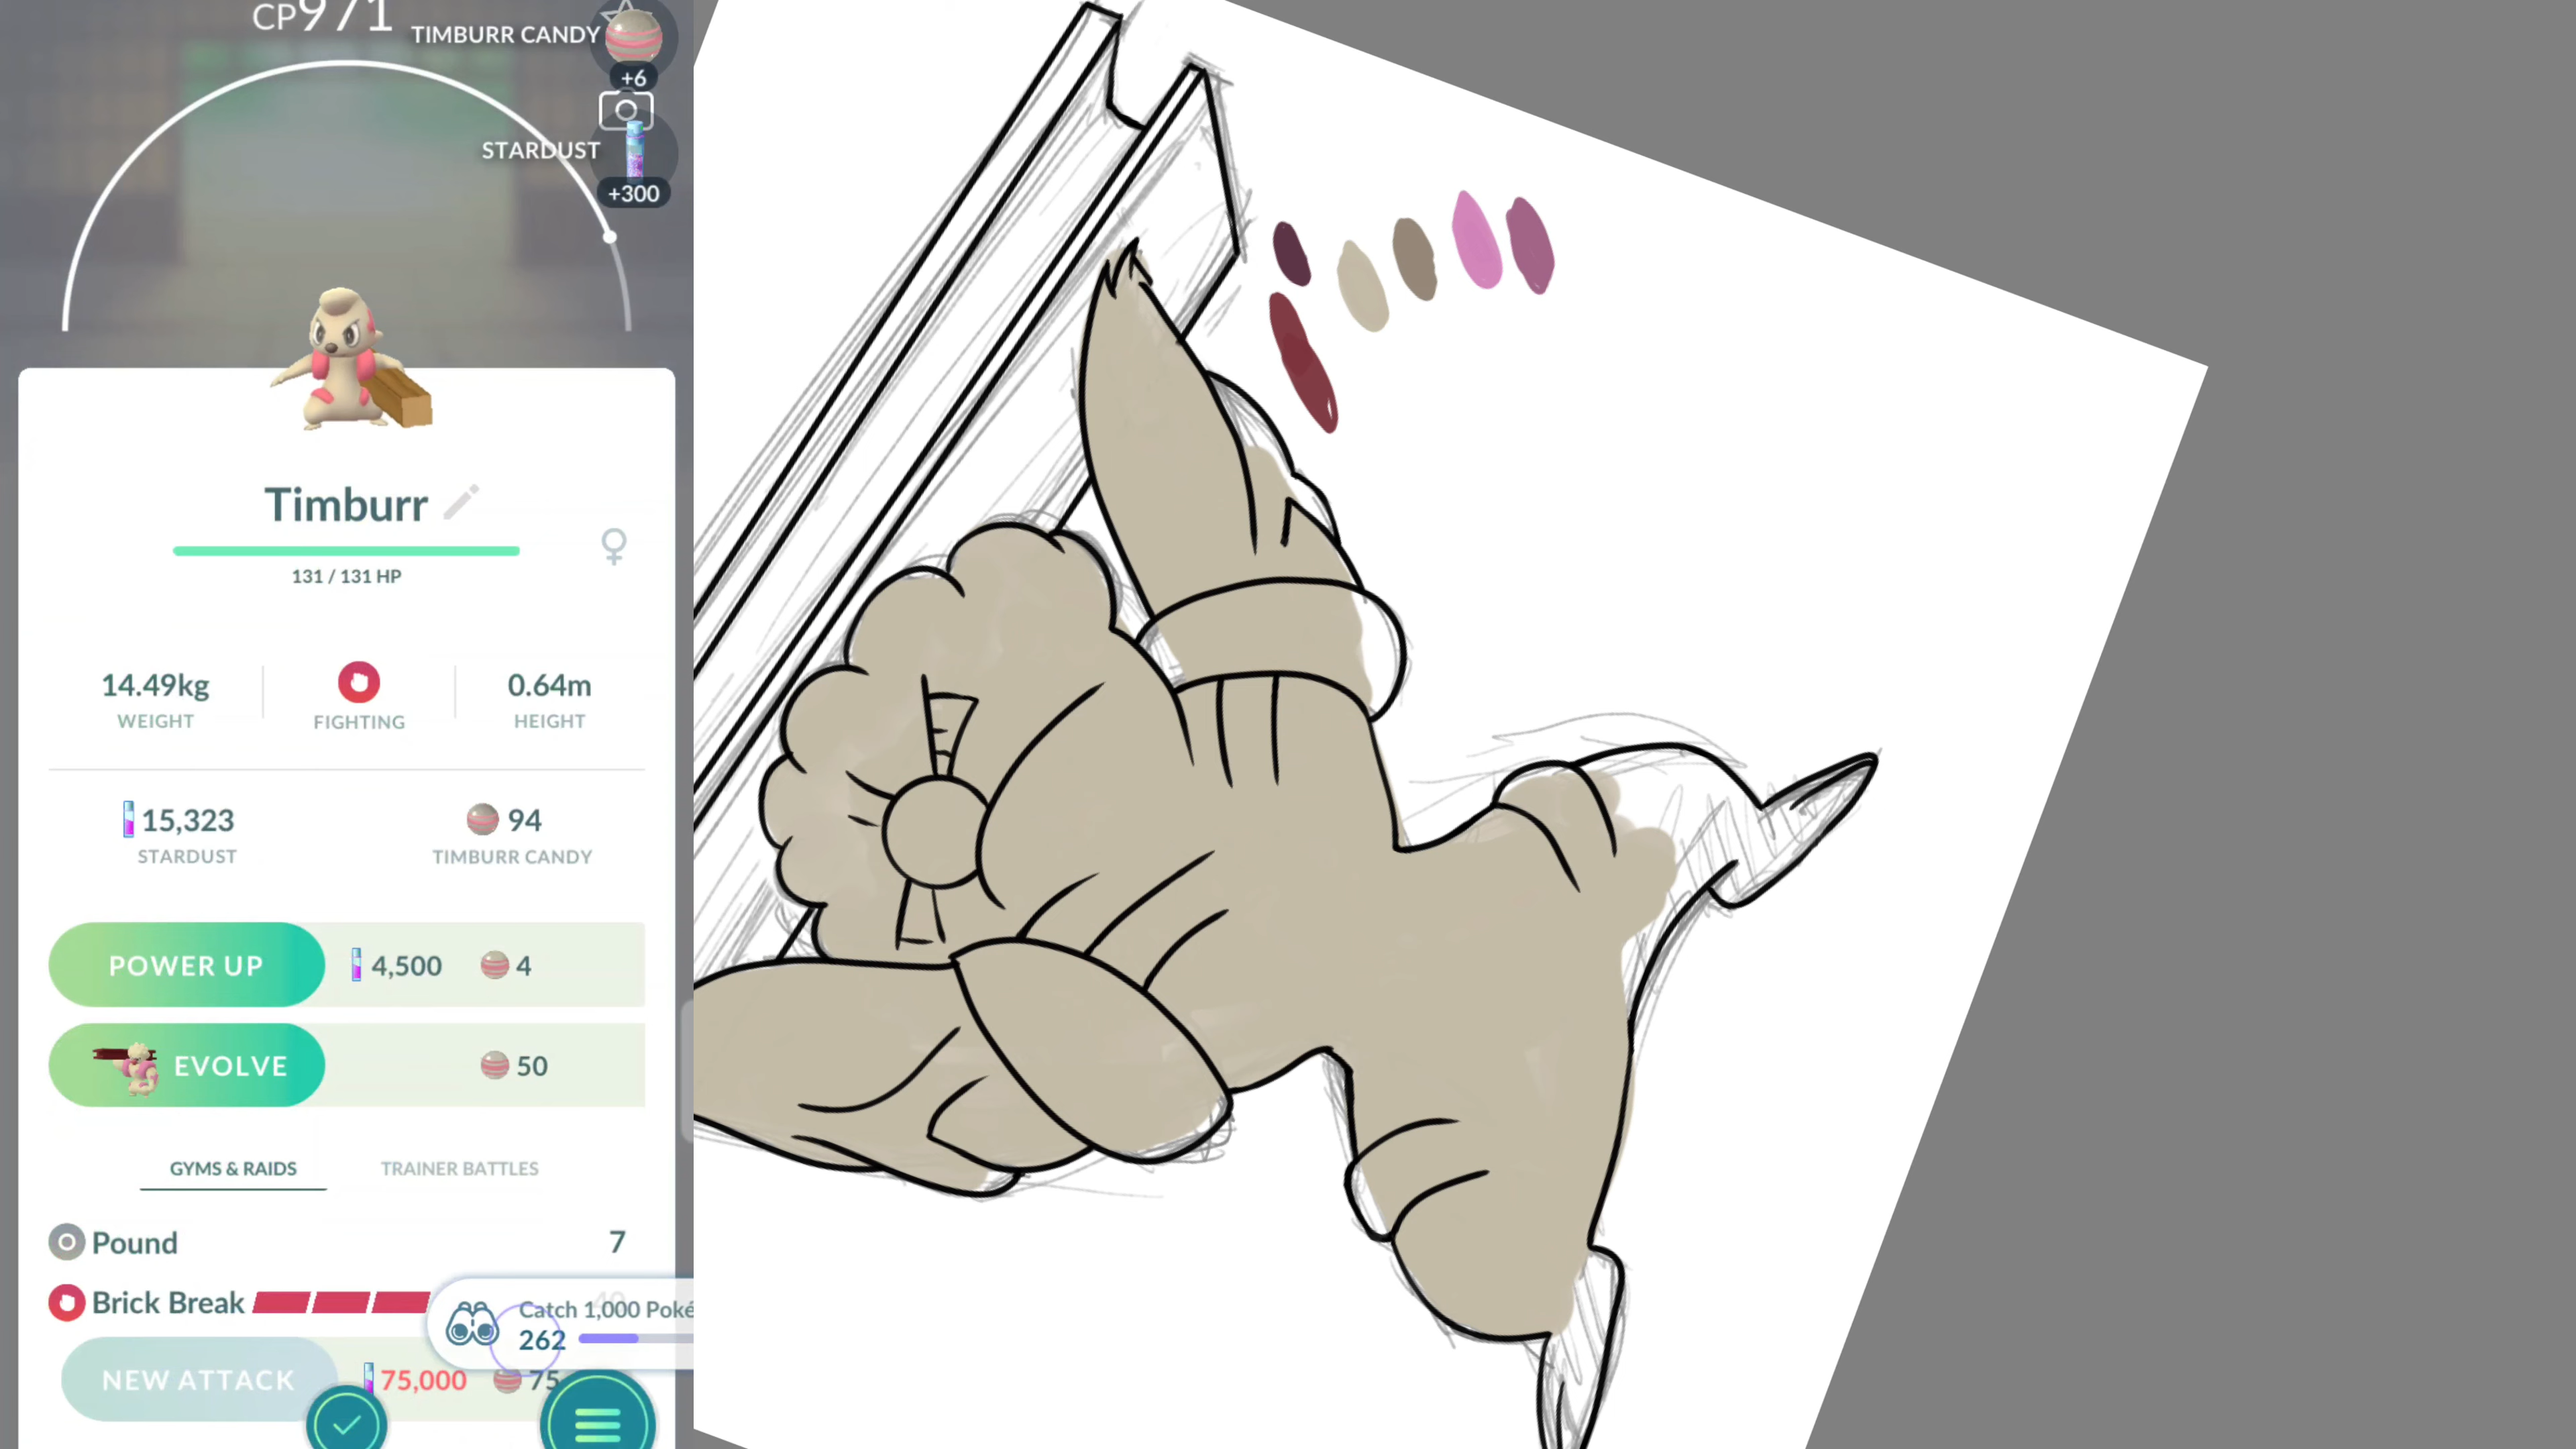 CP971
TIMBURR CANDY
+6
STARDUST
+300
Timburr
131 / 131 HP
14.49kg
WEIGHT
FIGHTING
0.64m
HEIGHT
15,323
STARDUST
94
TIMBURR CANDY
POWER UP 4,500 4
EVOLVE 50
GYMS & RAIDS TRAINER BATTLES
Pound 7
Brick Break
Catch 1,000 Poké
262
NEW ATTACK 75,000 75